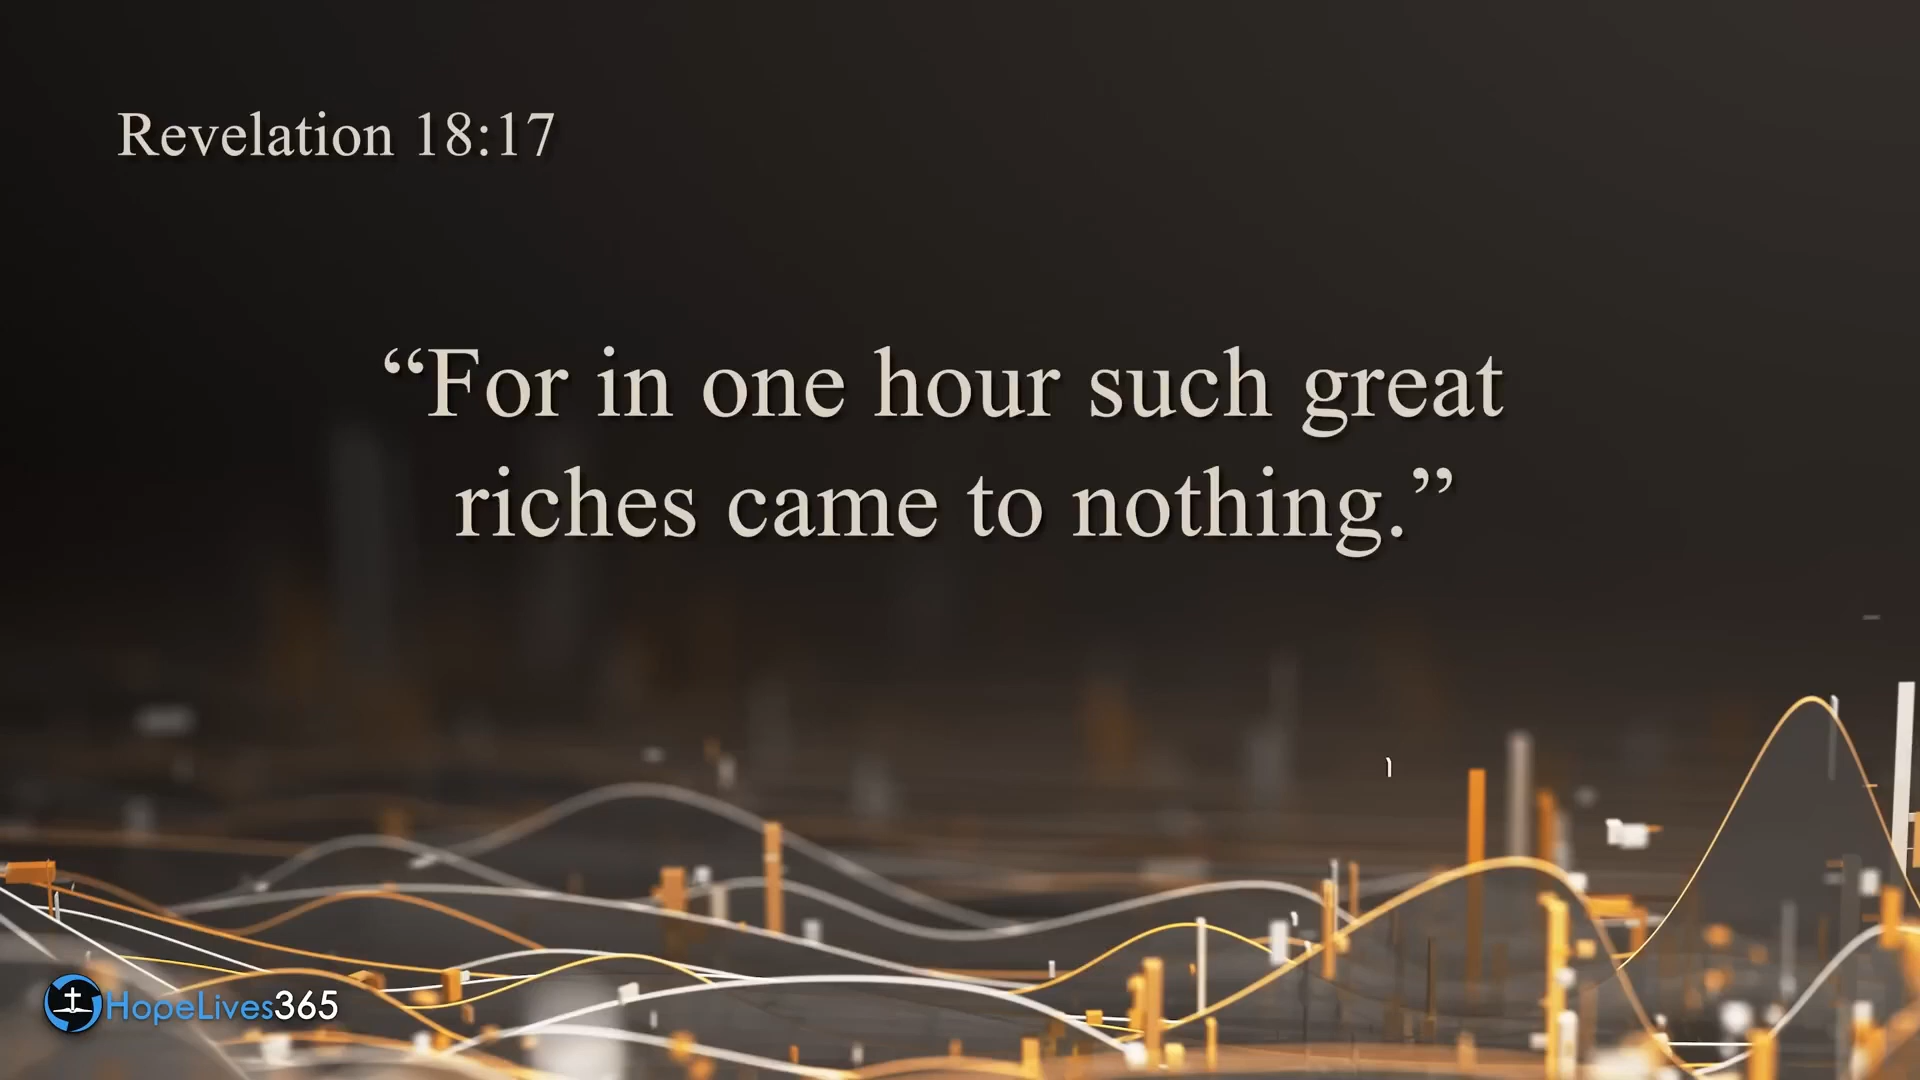 Revelation 18:17
“For in one hour such great
riches came to nothing.”
HopeLives365